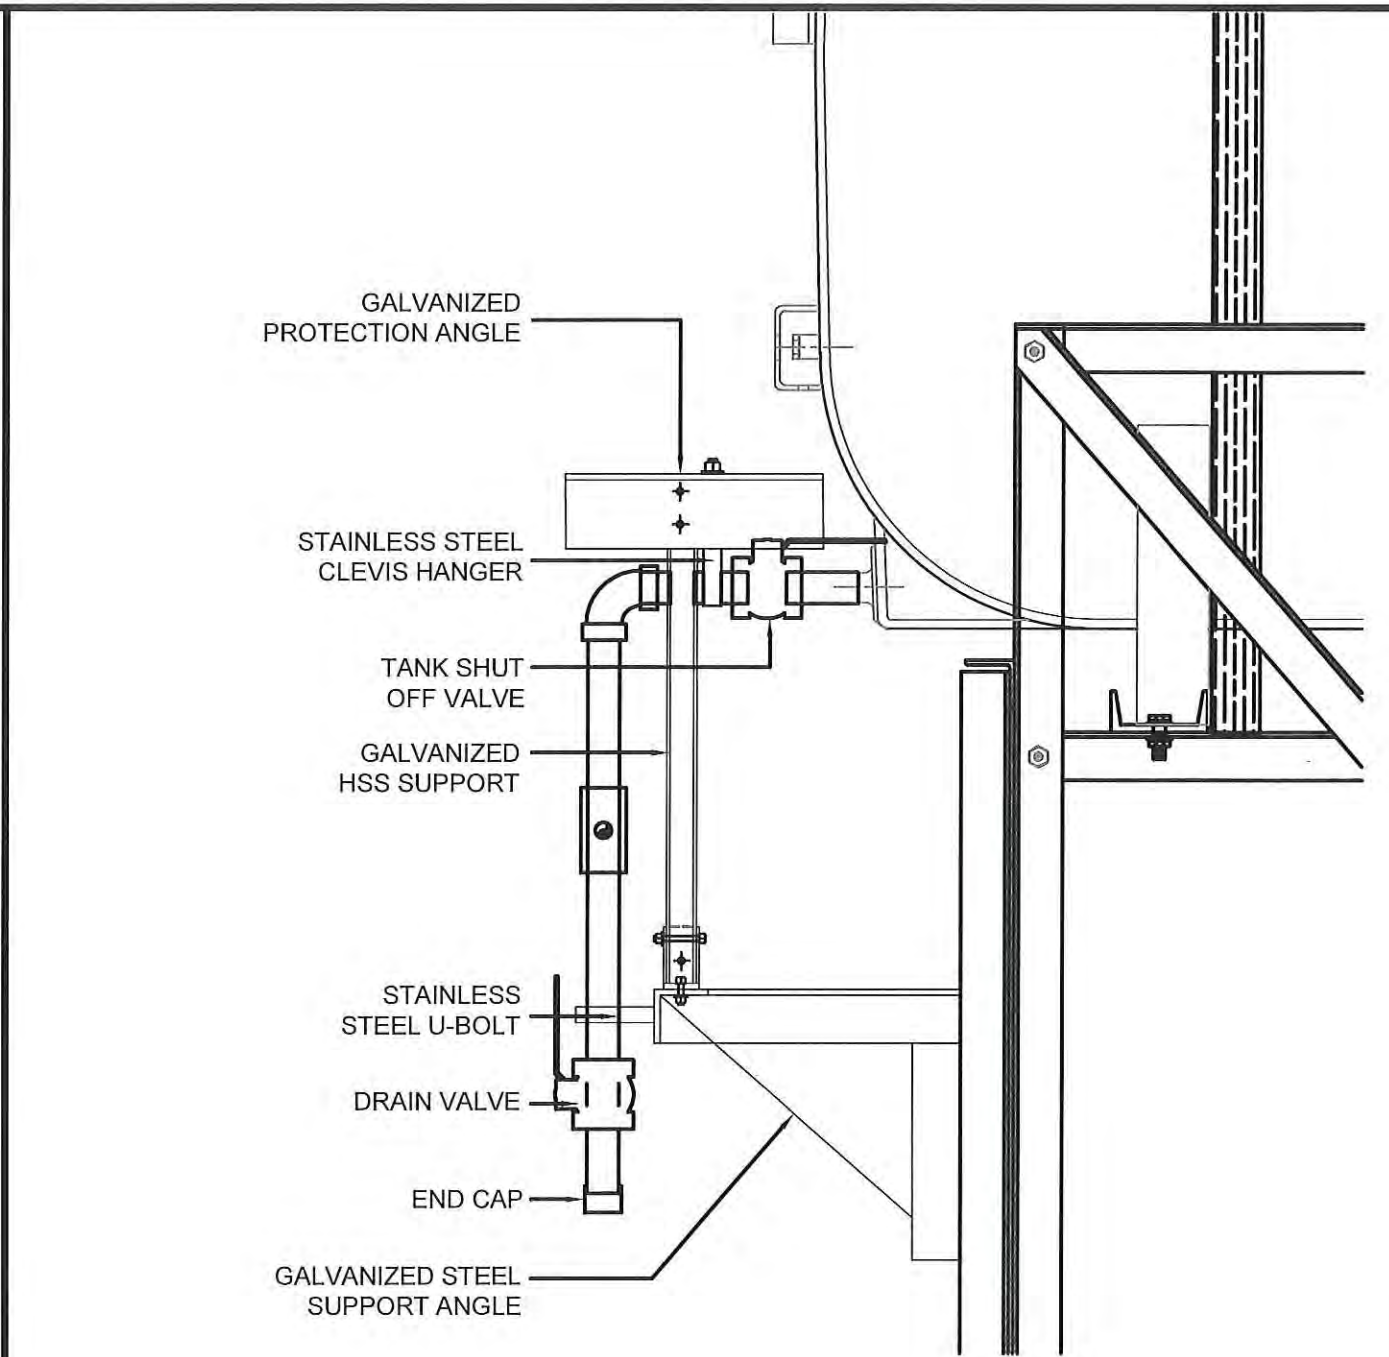 GALVANIZED
PROTECTION ANGLE
STAINLESS STEEL
CLEVIS HANGER
TANK SHUT
OFF VALVE
GALVANIZED
HSS SUPPORT
STAINLESS
STEEL U-BOLT
DRAIN VALVE
END CAP
GALVANIZED STEEL
SUPPORT ANGLE